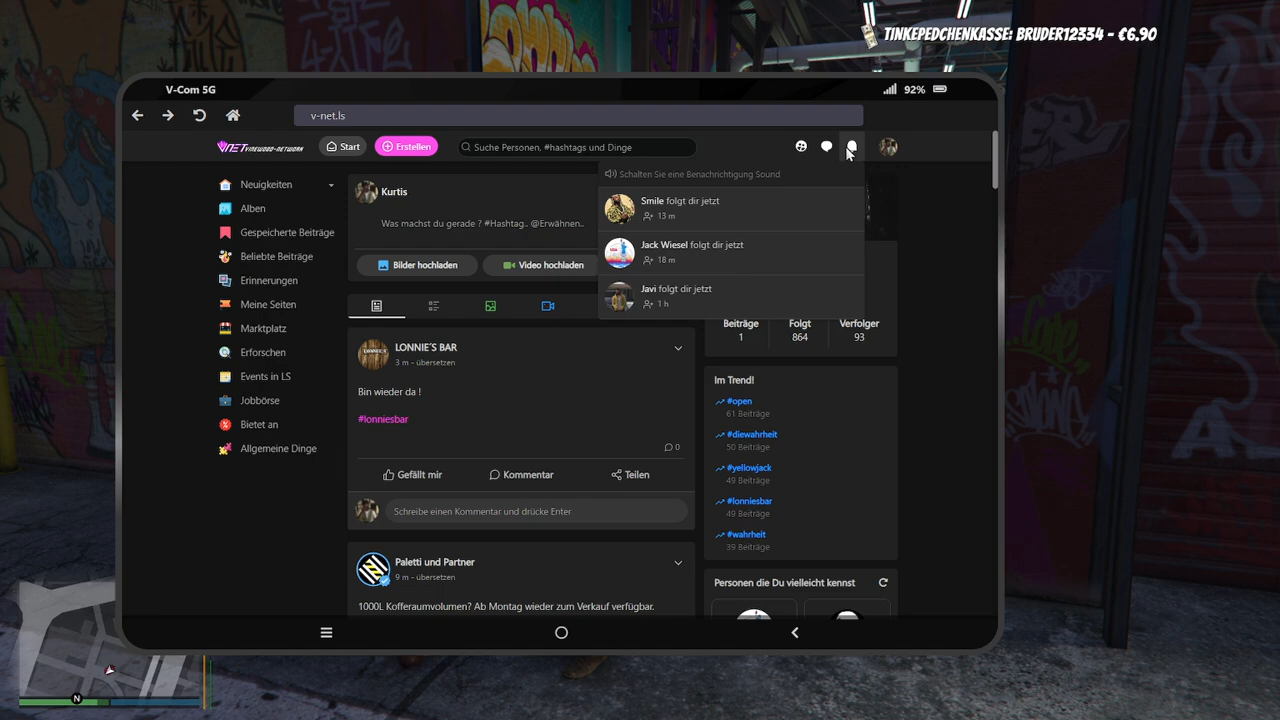 TINKEPEDCHENKASSE: BRUDER12334 - €6.90
V-Com 5G
92%
v-net.ls
VNET VINEWOOD-NETWORK
Start
Erstellen
Suche Personen, #hashtags und Dinge
Neuigkeiten
Alben
Gespeicherte Beiträge
Beliebte Beiträge
Erinnerungen
Meine Seiten
Marktplatz
Erforschen
Events in LS
Jobbörse
Bietet an
Allgemeine Dinge
Kurtis
Was machst du gerade ? #Hashtag.. @Erwähnen..
Bilder hochladen
Video hochladen
Schalten Sie eine Benachrichtigung Sound
Smile folgt dir jetzt
13 m
Jack Wiesel folgt dir jetzt
18 m
Javi folgt dir jetzt
1 h
LONNIE´S BAR
3 m - übersetzen
Bin wieder da !
#lonniesbar
0
Gefällt mir
Kommentar
Teilen
Schreibe einen Kommentar und drücke Enter
Paletti und Partner
9 m - übersetzen
1000L Kofferaumvolumen? Ab Montag wieder zum Verkauf verfügbar.
Beiträge
1
Folgt
864
Verfolger
93
Im Trend!
#open
61 Beiträge
#diewahrheit
50 Beiträge
#yellowjack
49 Beiträge
#lonniesbar
49 Beiträge
#wahrheit
39 Beiträge
Personen die Du vielleicht kennst
N